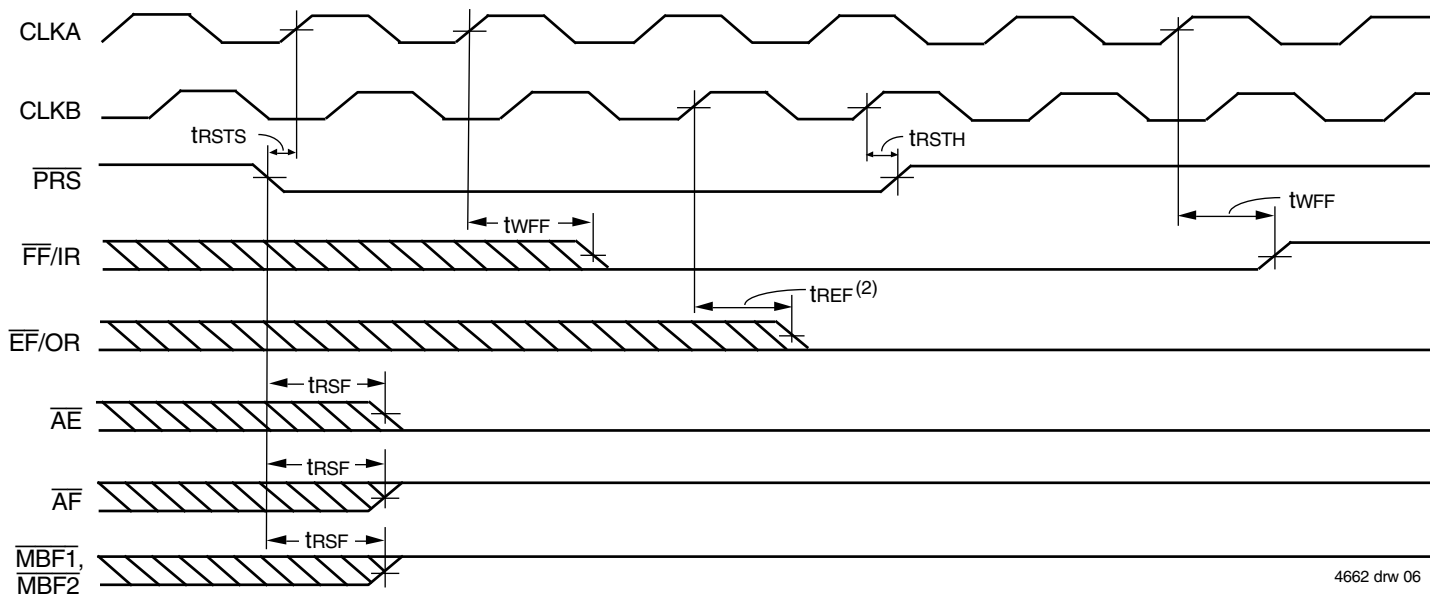 CLKA
CLKB
tRSTS
tRSTH
PRS
tWFF
tWFF
FF/IR
tREF(2)
EF/OR
tRSF
AE
tRSF
AF
tRSF
MBF1,
MBF2
4662 drw 06